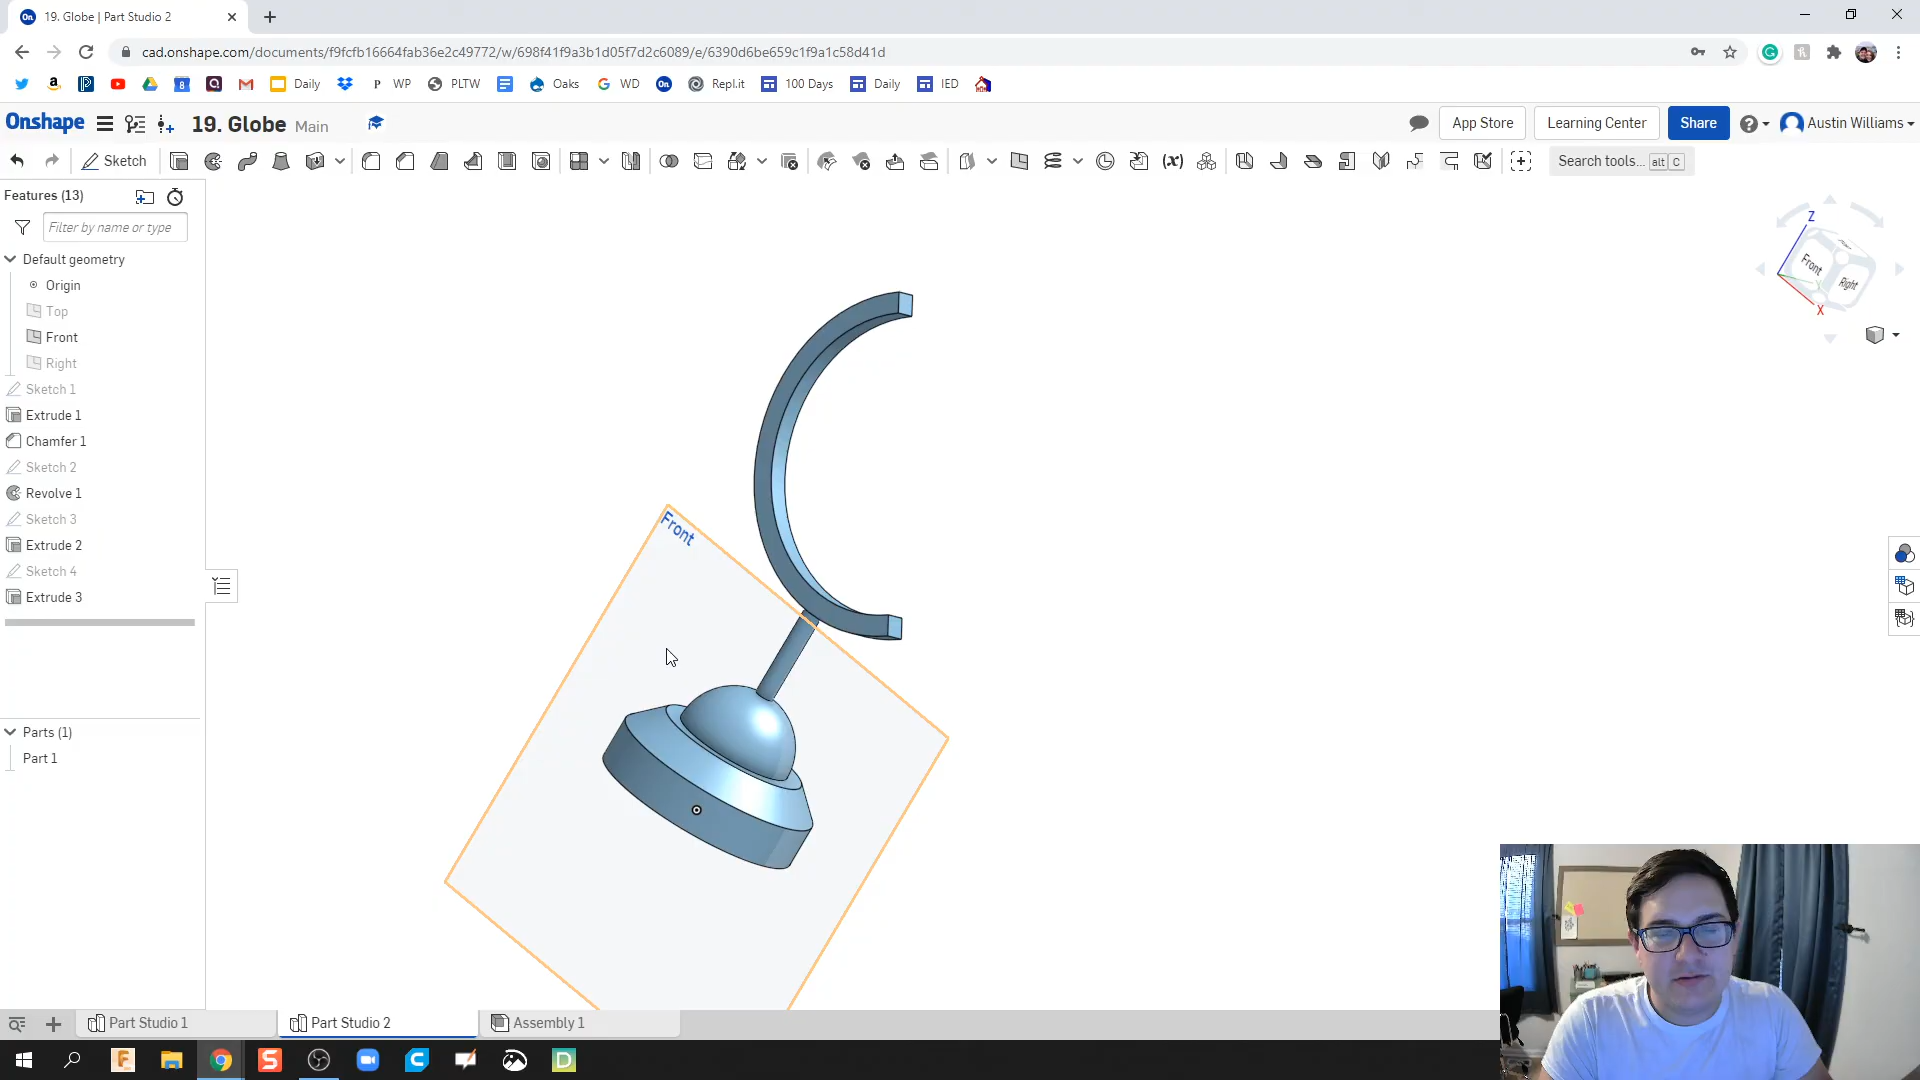 19. Globe | Part Studio 2
cad.onshape.com/documents/f9fcfb16664fab36e2c49772/w/698f41f9a3b1d05f7d2c6089/e/6390d6be659c1f9a1c58d41d
Daily
WP
PLTW
Oaks
WD
Repl.it
100 Days
Daily
IED
Onshape
19. Globe Main
App Store
Learning Center
Share
Austin Williams
Sketch
Search tools... alt C
Features (13)
Filter by name or type
Default geometry
Origin
Top
Front
Right
Sketch 1
Extrude 1
Chamfer 1
Sketch 2
Revolve 1
Sketch 3
Extrude 2
Sketch 4
Extrude 3
Parts (1)
Part 1
Front
Z
Front
Right
X
Part Studio 1
Part Studio 2
Assembly 1